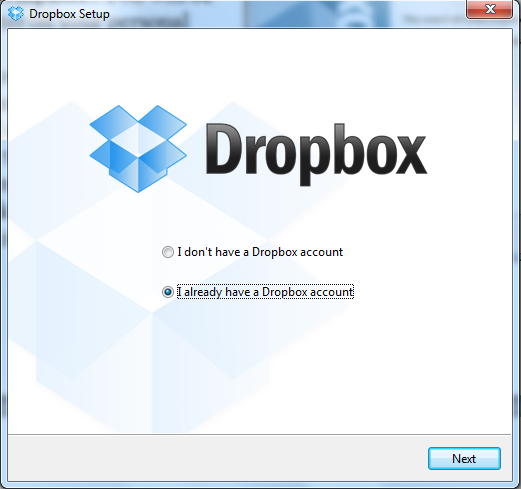 Dropbox Setup
Dropbox
I don't have a Dropbox account
I already have a Dropbox account
Next